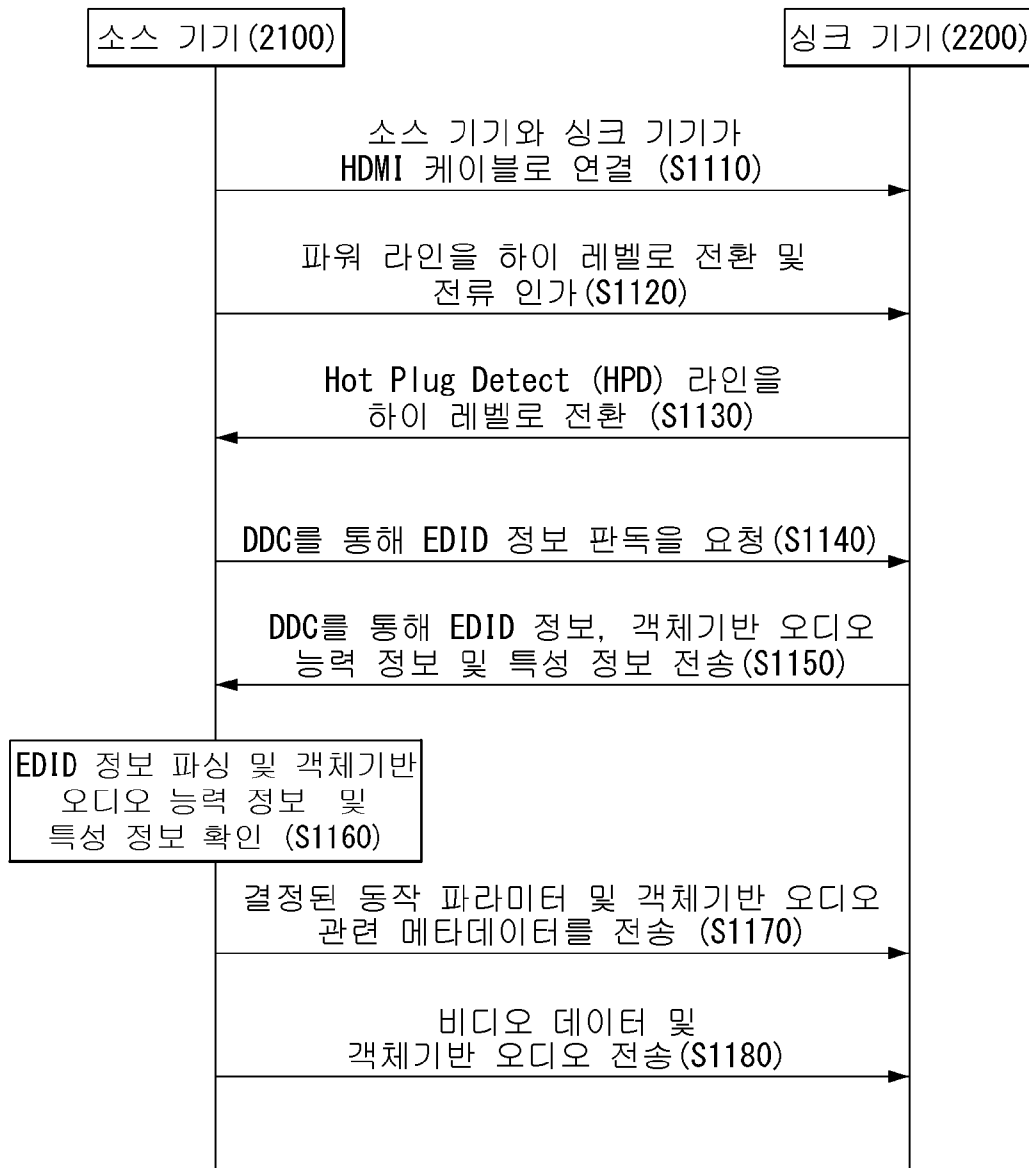 소스 기기(2100)
싱크 기기(2200)
소스 기기와 싱크 기기가
HDMI 케이블로 연결 (S1110)
파워 라인을 하이 레벨로 전환 및
전류 인가(S1120)
Hot Plug Detect (HPD) 라인을
하이 레벨로 전환 (S1130)
DDC를 통해 EDID 정보 판독을 요청(S1140)
DDC를 통해 EDID 정보, 객체기반 오디오
능력 정보 및 특성 정보 전송(S1150)
EDID 정보 파싱 및 객체기반
오디오 능력 정보 및
특성 정보 확인 (S1160)
결정된 동작 파라미터 및 객체기반 오디오
관련 메타데이터를 전송 (S1170)
비디오 데이터 및
객체기반 오디오 전송(S1180)